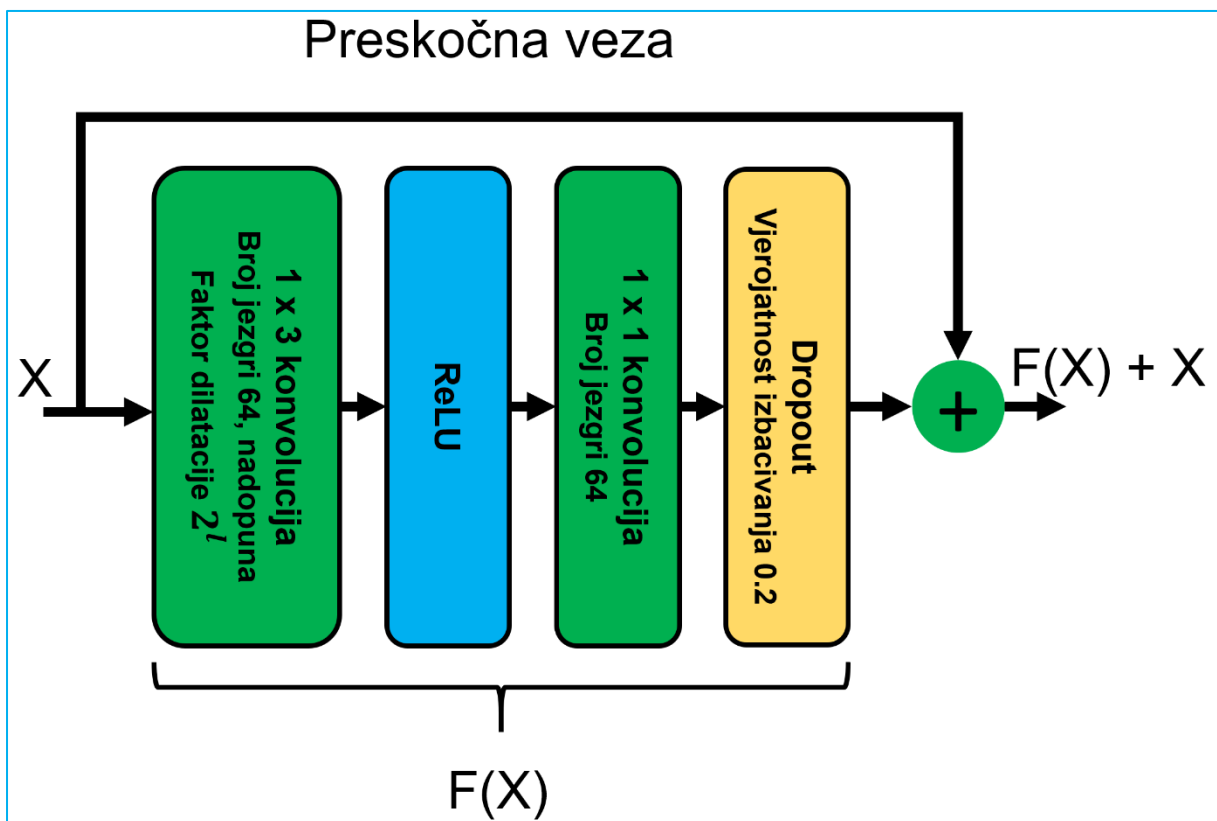 Preskočna veza
X
1 x 3 konvolucija
Broj jezgri 64, nadopuna
Faktor dilatacije 2^l
ReLU
1 x 1 konvolucija
Broj jezgri 64
Dropout
Vjerojatnost izbacivanja 0.2
+
F(X) + X
F(X)